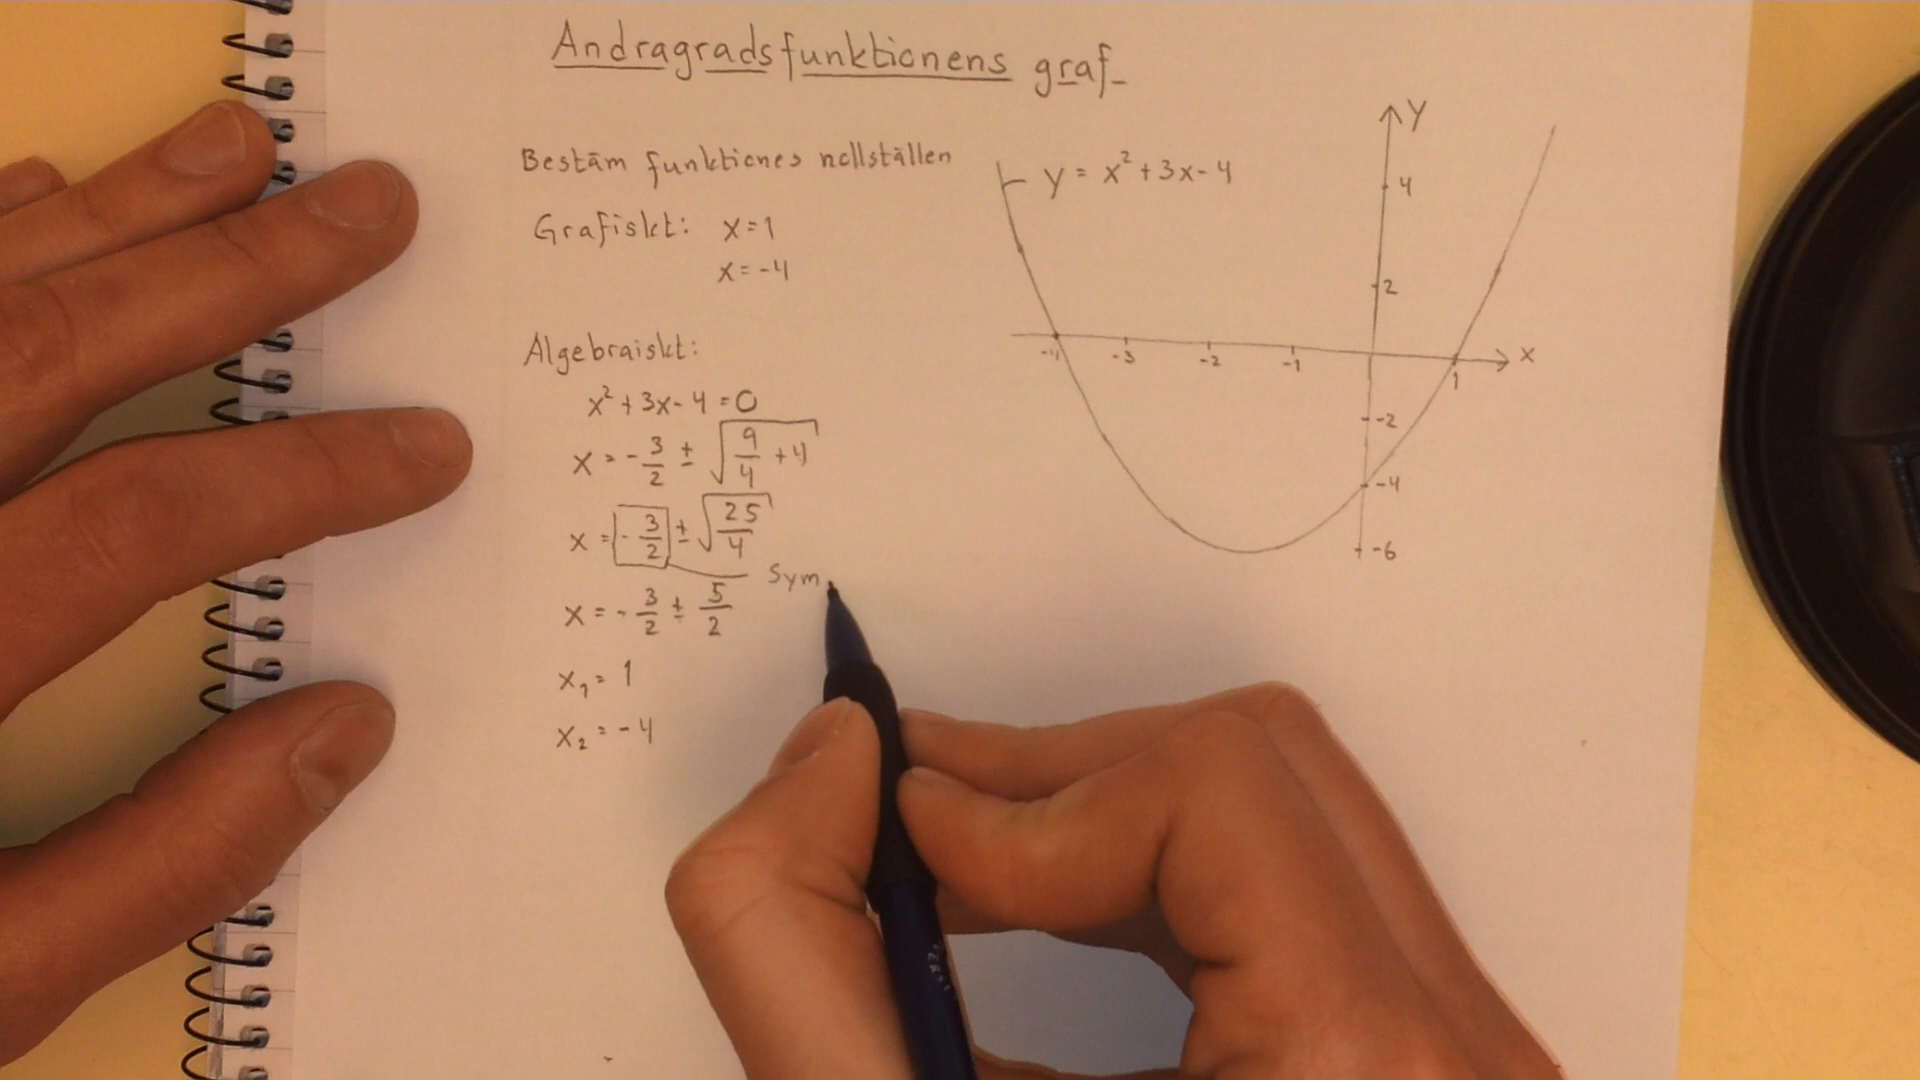 Andragradsfunktionens graf
Bestäm funktiones nollställen
Grafiskt: x=1
x=-4
Algebraiskt:
x²+3x-4=0
x=-3/2 ± √(9/4+4)
x=-3/2 ± √(25/4)
Sym
x=-3/2 ± 5/2
x₁=1
x₂=-4
y=x²+3x-4
y
4
2
-4 -3 -2 -1 1 x
-2
-4
-6